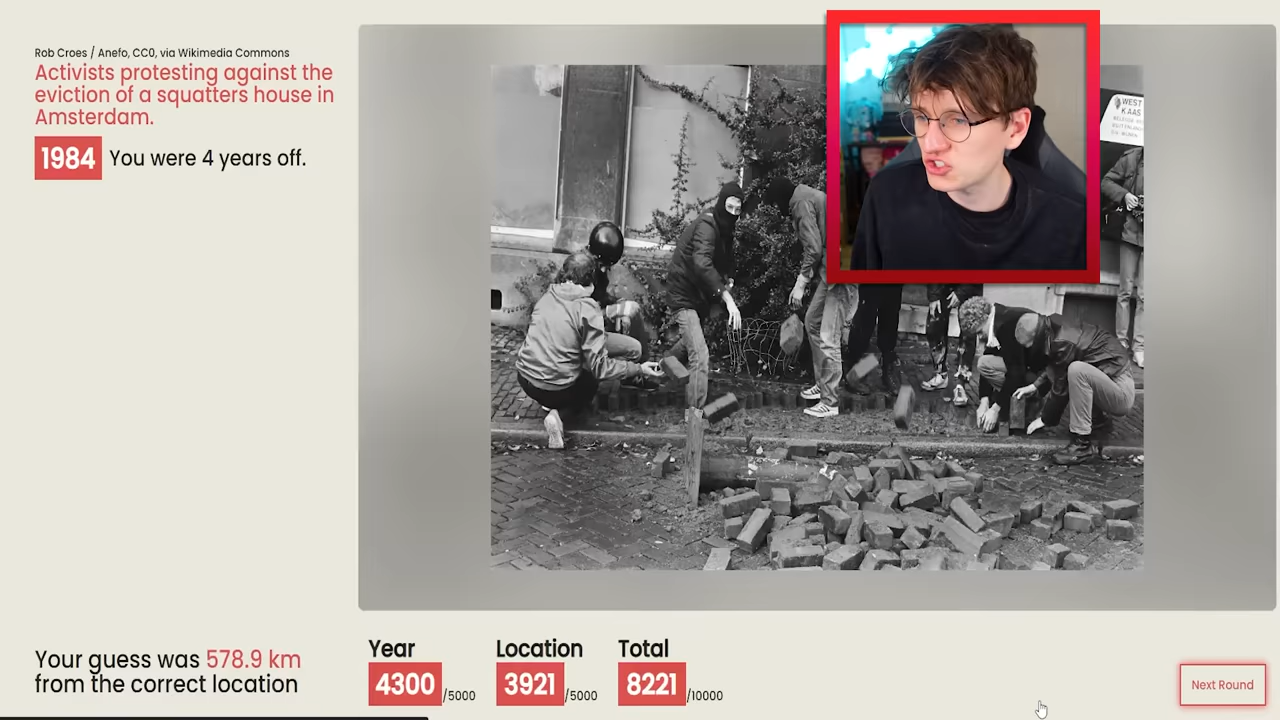 Rob Croes / Anefo, CC0, via Wikimedia Commons
Activists protesting against the
eviction of a squatters house in
Amsterdam.
1984 You were 4 years off.
WEST
KAAS
Your guess was 578.9 km
from the correct location
Year
4300/5000
Location
3921/5000
Total
8221/10000
Next Round